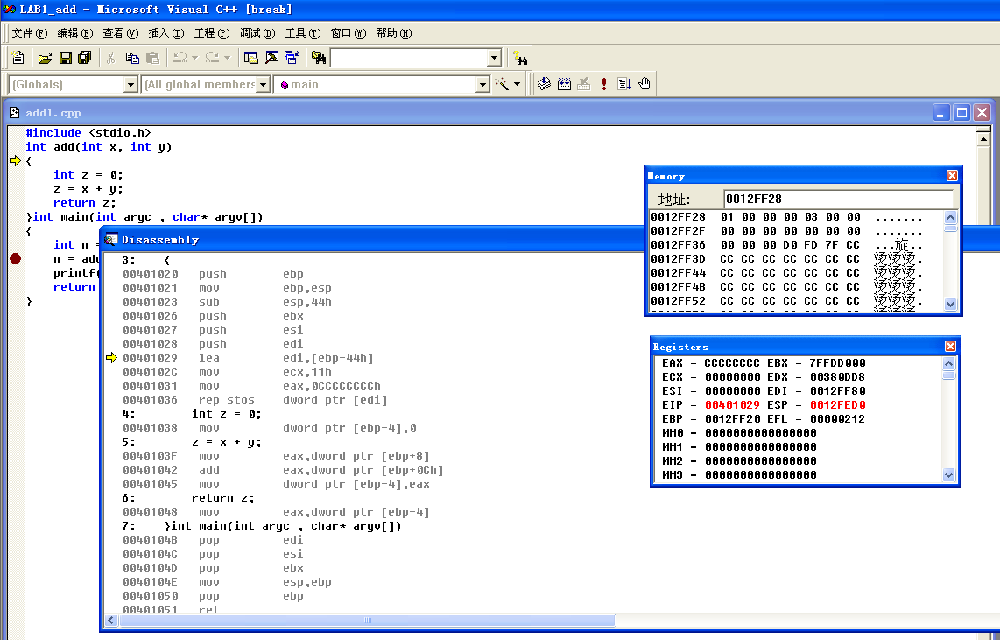 LAB1_add - Microsoft Visual C++ [break]
文件(F) 编辑(E) 查看(V) 插入(I) 工程(P) 调试(D) 工具(T) 窗口(W) 帮助(H)
[Globals] [All global members main
add1.cpp
#include <stdio.h>
int add(int x, int y)
{
int z = 0;
z = x + y;
return z;
}int main(int argc , char* argv[])
{
int n =
n = add
printf(
return
}
Disassembly
3: {
00401020 push ebp
00401021 mov ebp,esp
00401023 sub esp,44h
00401026 push ebx
00401027 push esi
00401028 push edi
00401029 lea edi,[ebp-44h]
0040102C mov ecx,11h
00401031 mov eax,0CCCCCCCCh
00401036 rep stos dword ptr [edi]
4: int z = 0;
00401038 mov dword ptr [ebp-4],0
5: z = x + y;
0040103F mov eax,dword ptr [ebp+8]
00401042 add eax,dword ptr [ebp+0Ch]
00401045 mov dword ptr [ebp-4],eax
6: return z;
00401048 mov eax,dword ptr [ebp-4]
7: }int main(int argc , char* argv[])
0040104B pop edi
0040104C pop esi
0040104D pop ebx
0040104E mov esp,ebp
00401050 pop ebp
00401051 ret
Memory
地址: 0012FF28
0012FF28 01 00 00 00 03 00 00 .......
0012FF2F 00 00 00 00 00 00 00 .......
0012FF36 00 00 00 D0 FD 7F CC ...旋..
0012FF3D CC CC CC CC CC CC CC 烫烫烫.
0012FF44 CC CC CC CC CC CC CC 烫烫烫.
0012FF4B CC CC CC CC CC CC CC 烫烫烫.
0012FF52 CC CC CC CC CC CC CC 烫烫烫.
Registers
EAX = CCCCCCCC EBX = 7FFDD000
ECX = 00000000 EDX = 00380DD8
ESI = 00000000 EDI = 0012FF80
EIP = 00401029 ESP = 0012FED0
EBP = 0012FF20 EFL = 00000212
MM0 = 0000000000000000
MM1 = 0000000000000000
MM2 = 0000000000000000
MM3 = 0000000000000000